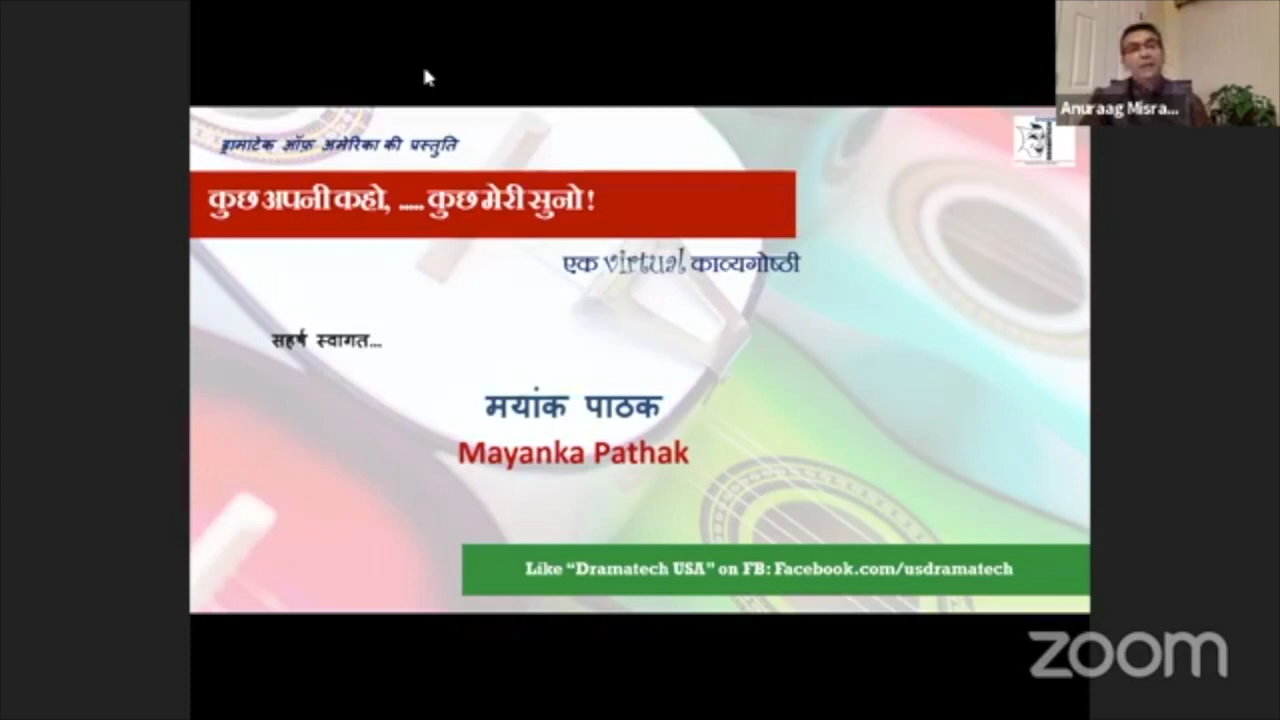 Anuraag Misra...
ड्रामाटेक ऑफ़ अमेरिका की प्रस्तुति
कुछ अपनी कहो, ..... कुछ मेरी सुनो !
एक virtual काव्यगोष्ठी
सहर्ष स्वागत...
मयांक पाठक
Mayanka Pathak
Like “Dramatech USA” on FB: Facebook.com/usdramatech
zoom